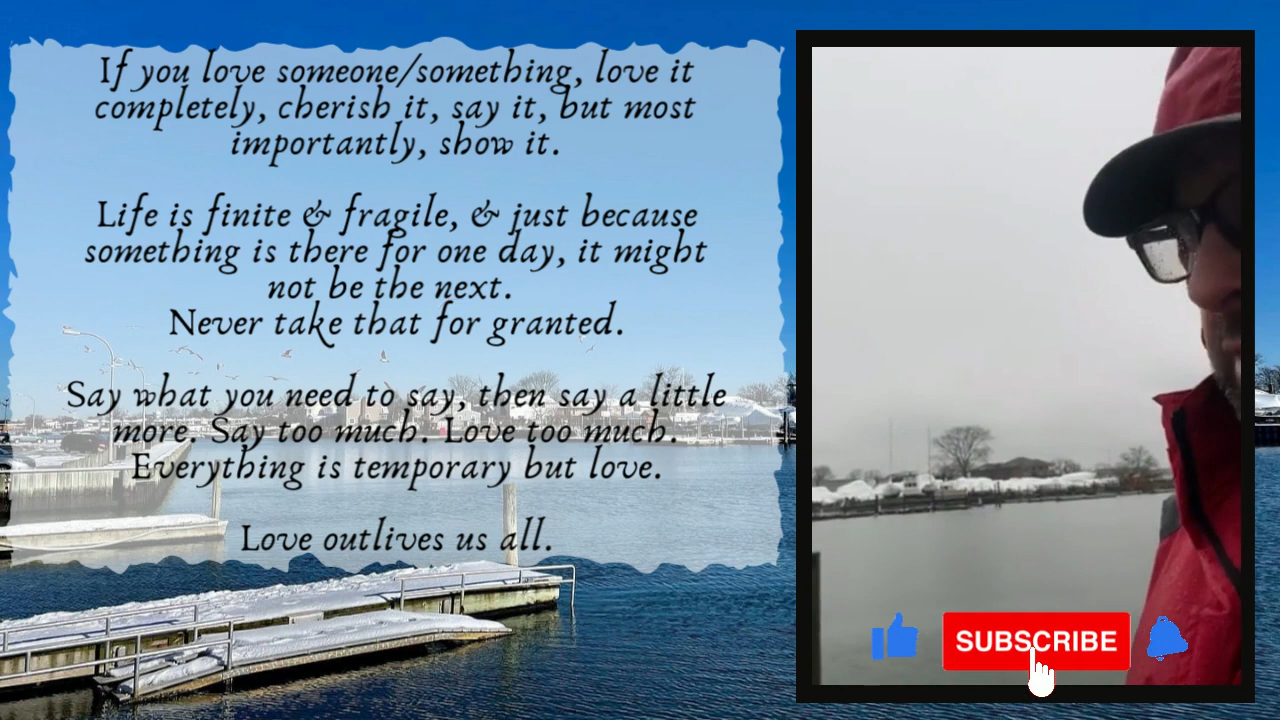 If you love someone/something, love it
completely, cherish it, say it, but most
importantly, show it.
Life is finite & fragile, & just because
something is there for one day, it might
not be the next.
Never take that for granted.
Say what you need to say, then say a little
more. Say too much. Love too much.
Everything is temporary but love.
Love outlives us all.
SUBSCRIBE